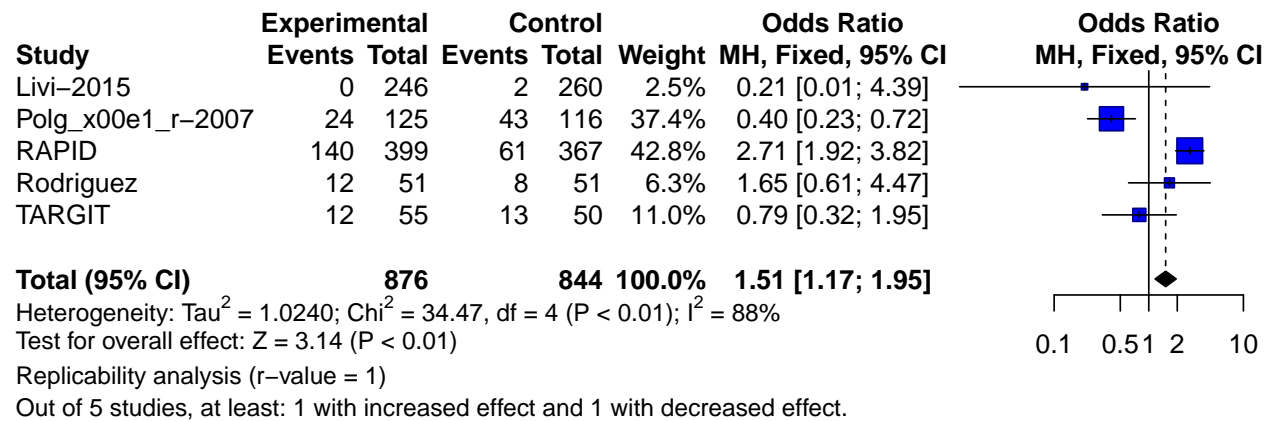 Experimental Control Odds Ratio Odds Ratio
Study Events Total Events Total Weight MH, Fixed, 95% CI MH, Fixed, 95% CI
Livi−2015 0 246 2 260 2.5% 0.21 [0.01; 4.39]
Polg_x00e1_r−2007 24 125 43 116 37.4% 0.40 [0.23; 0.72]
RAPID 140 399 61 367 42.8% 2.71 [1.92; 3.82]
Rodriguez 12 51 8 51 6.3% 1.65 [0.61; 4.47]
TARGIT 12 55 13 50 11.0% 0.79 [0.32; 1.95]
Total (95% CI) 876 844 100.0% 1.51 [1.17; 1.95]
Heterogeneity: Tau² = 1.0240; Chi² = 34.47, df = 4 (P < 0.01); I² = 88%
Test for overall effect: Z = 3.14 (P < 0.01)
0.1 0.5 1 2 10
Replicability analysis (r−value = 1)
Out of 5 studies, at least: 1 with increased effect and 1 with decreased effect.